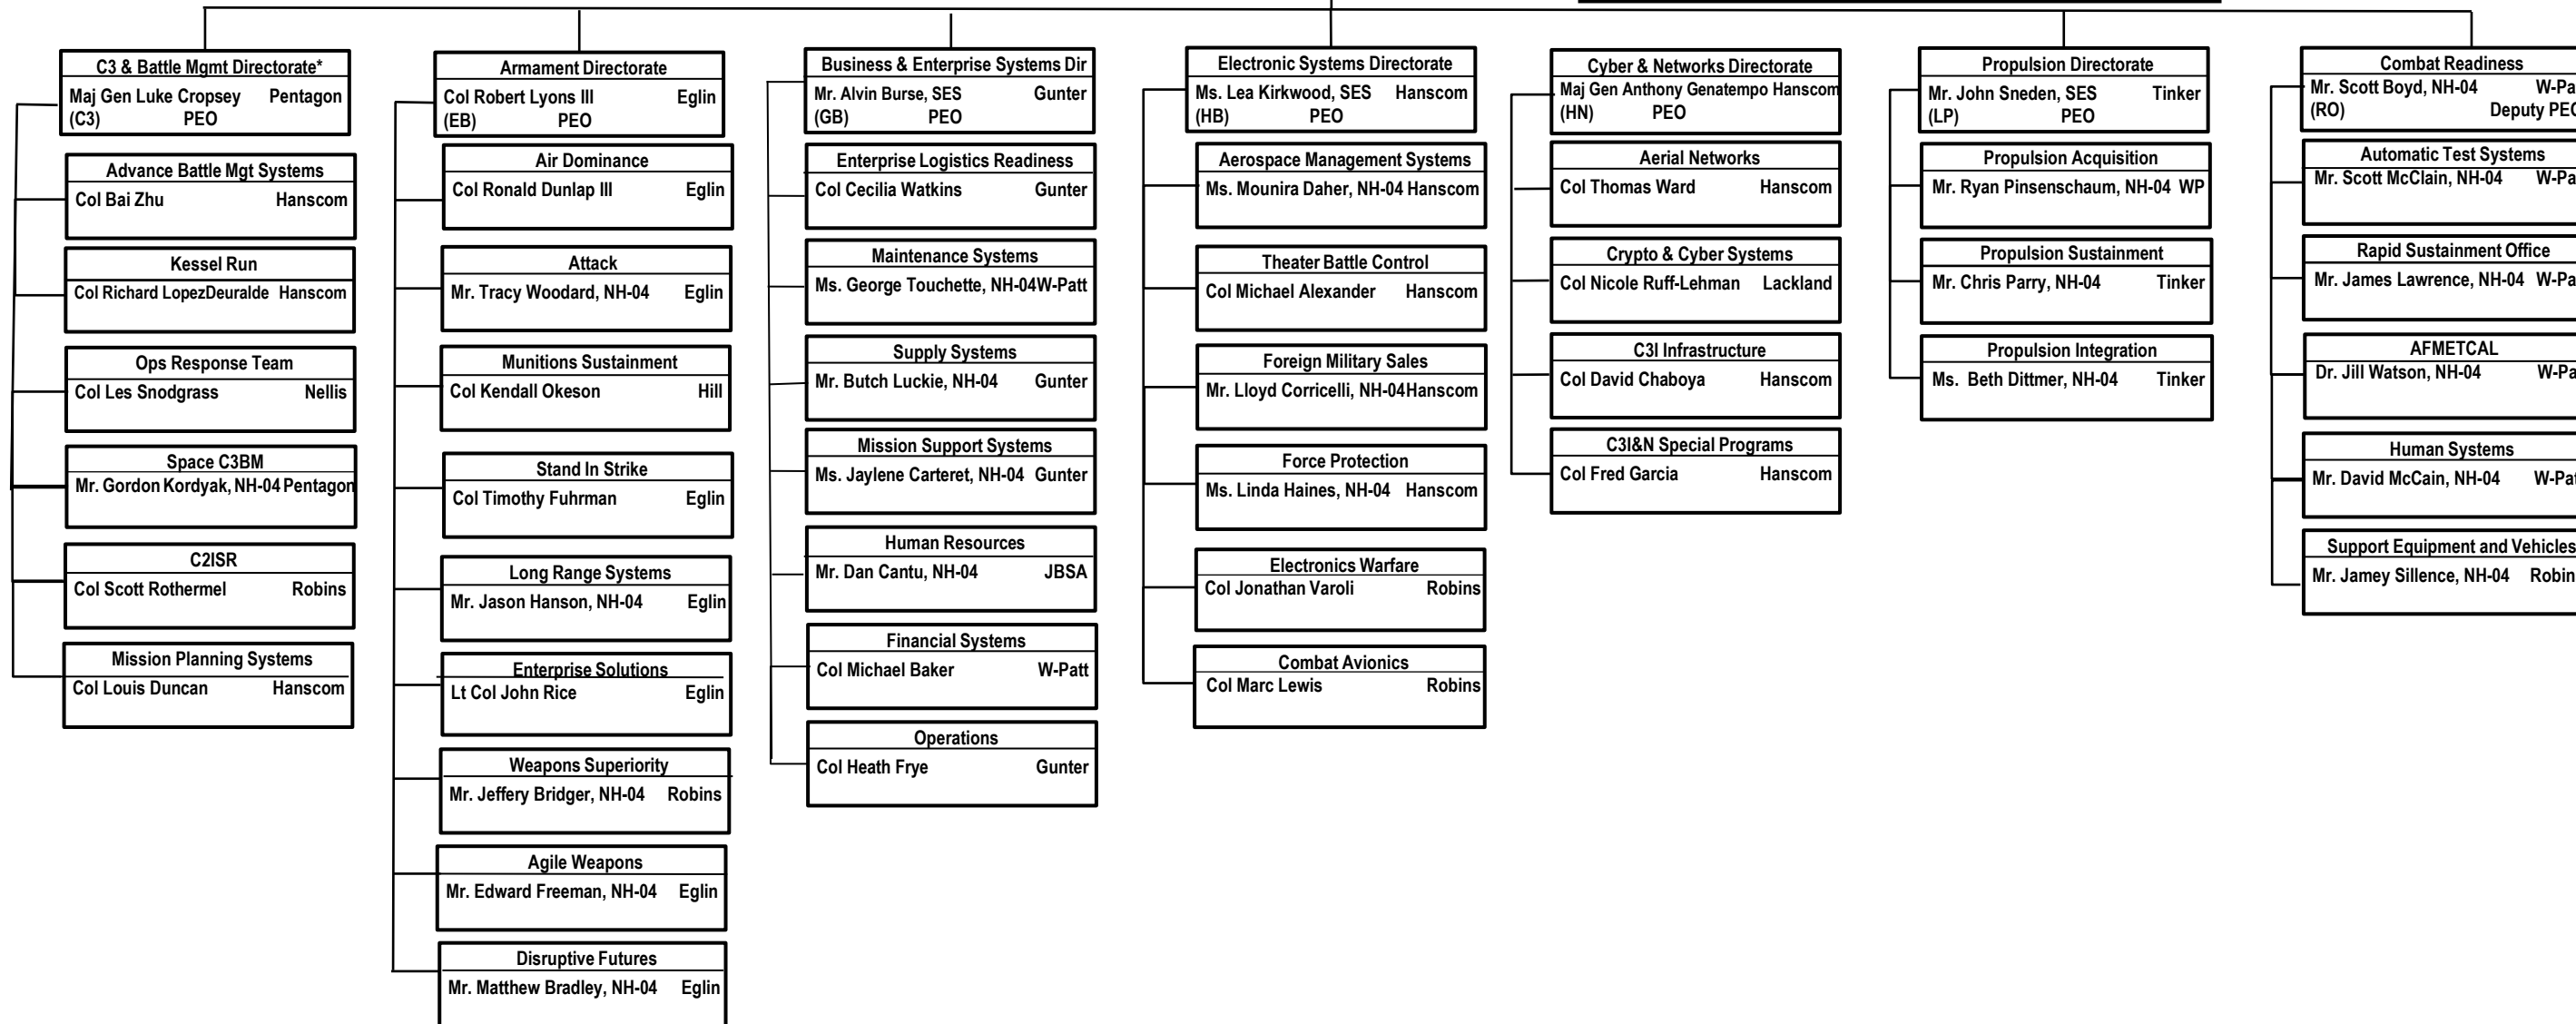 C3 & Battle Mgmt Directorate*
Maj Gen Luke Cropsey Pentagon
(C3) PEO
Advance Battle Mgt Systems
Col Bai Zhu Hanscom
Kessel Run
Col Richard LopezDeuralde Hanscom
Ops Response Team
Col Les Snodgrass Nellis
Space C3BM
Mr. Gordon Kordyak, NH-04 Pentagon
C2ISR
Col Scott Rothermel Robins
Mission Planning Systems
Col Louis Duncan Hanscom
Armament Directorate
Col Robert Lyons III Eglin
(EB) PEO
Air Dominance
Col Ronald Dunlap III Eglin
Attack
Mr. Tracy Woodard, NH-04 Eglin
Munitions Sustainment
Col Kendall Okeson Hill
Stand In Strike
Col Timothy Fuhrman Eglin
Long Range Systems
Mr. Jason Hanson, NH-04 Eglin
Enterprise Solutions
Lt Col John Rice Eglin
Weapons Superiority
Mr. Jeffery Bridger, NH-04 Robins
Agile Weapons
Mr. Edward Freeman, NH-04 Eglin
Disruptive Futures
Mr. Matthew Bradley, NH-04 Eglin
Business & Enterprise Systems Dir
Mr. Alvin Burse, SES Gunter
(GB) PEO
Enterprise Logistics Readiness
Col Cecilia Watkins Gunter
Maintenance Systems
Ms. George Touchette, NH-04W-Patt
Supply Systems
Mr. Butch Luckie, NH-04 Gunter
Mission Support Systems
Ms. Jaylene Carteret, NH-04 Gunter
Human Resources
Mr. Dan Cantu, NH-04 JBSA
Financial Systems
Col Michael Baker W-Patt
Operations
Col Heath Frye Gunter
Electronic Systems Directorate
Ms. Lea Kirkwood, SES Hanscom
(HB) PEO
Aerospace Management Systems
Ms. Mounira Daher, NH-04 Hanscom
Theater Battle Control
Col Michael Alexander Hanscom
Foreign Military Sales
Mr. Lloyd Corricelli, NH-04Hanscom
Force Protection
Ms. Linda Haines, NH-04 Hanscom
Electronics Warfare
Col Jonathan Varoli Robins
Combat Avionics
Col Marc Lewis Robins
Cyber & Networks Directorate
Maj Gen Anthony Genatempo Hanscom
(HN) PEO
Aerial Networks
Col Thomas Ward Hanscom
Crypto & Cyber Systems
Col Nicole Ruff-Lehman Lackland
C3I Infrastructure
Col David Chaboya Hanscom
C3I&N Special Programs
Col Fred Garcia Hanscom
Propulsion Directorate
Mr. John Sneden, SES Tinker
(LP) PEO
Propulsion Acquisition
Mr. Ryan Pinsenschaum, NH-04 WP
Propulsion Sustainment
Mr. Chris Parry, NH-04 Tinker
Propulsion Integration
Ms. Beth Dittmer, NH-04 Tinker
Combat Readiness
Mr. Scott Boyd, NH-04
(RO) Deputy
Automatic Test Systems
Mr. Scott McClain, NH-04
Rapid Sustainment Office
Mr. James Lawrence, NH-04
AFMETCAL
Dr. Jill Watson, NH-04
Human Systems
Mr. David McCain, NH-04
Support Equipment and Vehicles
Mr. Jamey Sillence, NH-04